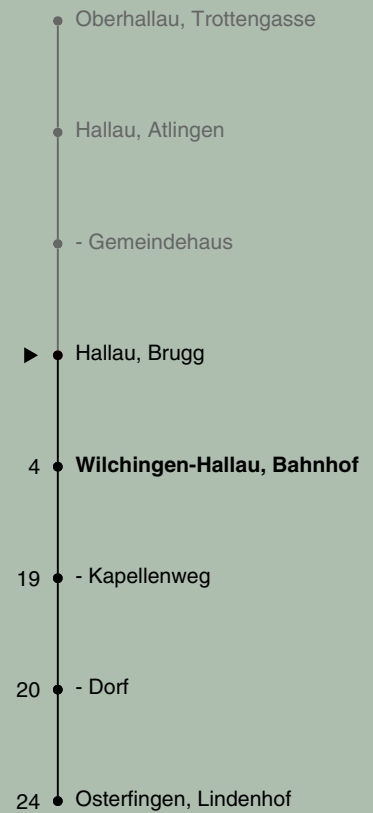 Oberhallau, Trottengasse
Hallau, Atlingen
- Gemeindehaus
Hallau, Brugg
4 Wilchingen-Hallau, Bahnhof
19 - Kapellenweg
20 - Dorf
24 Osterfingen, Lindenhof